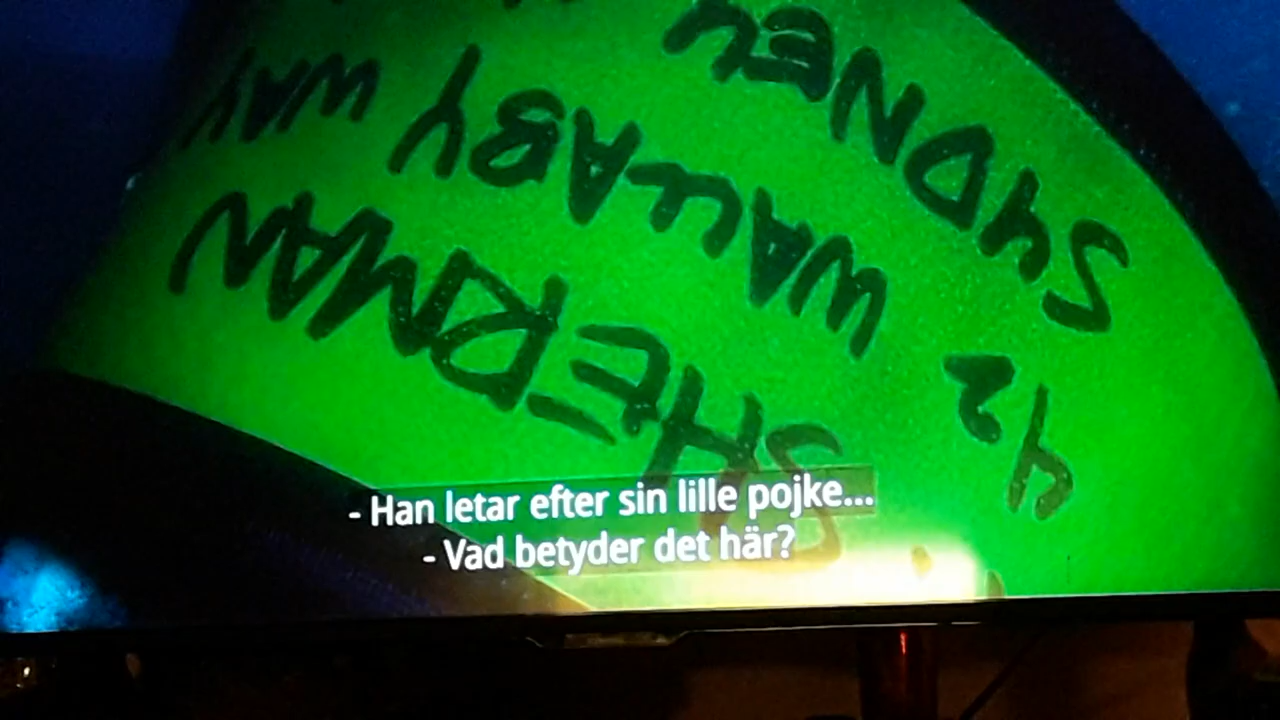 SHERMAN
42 WALLABY WAY
SYDNEY
- Han letar efter sin lille pojke...
- Vad betyder det här?